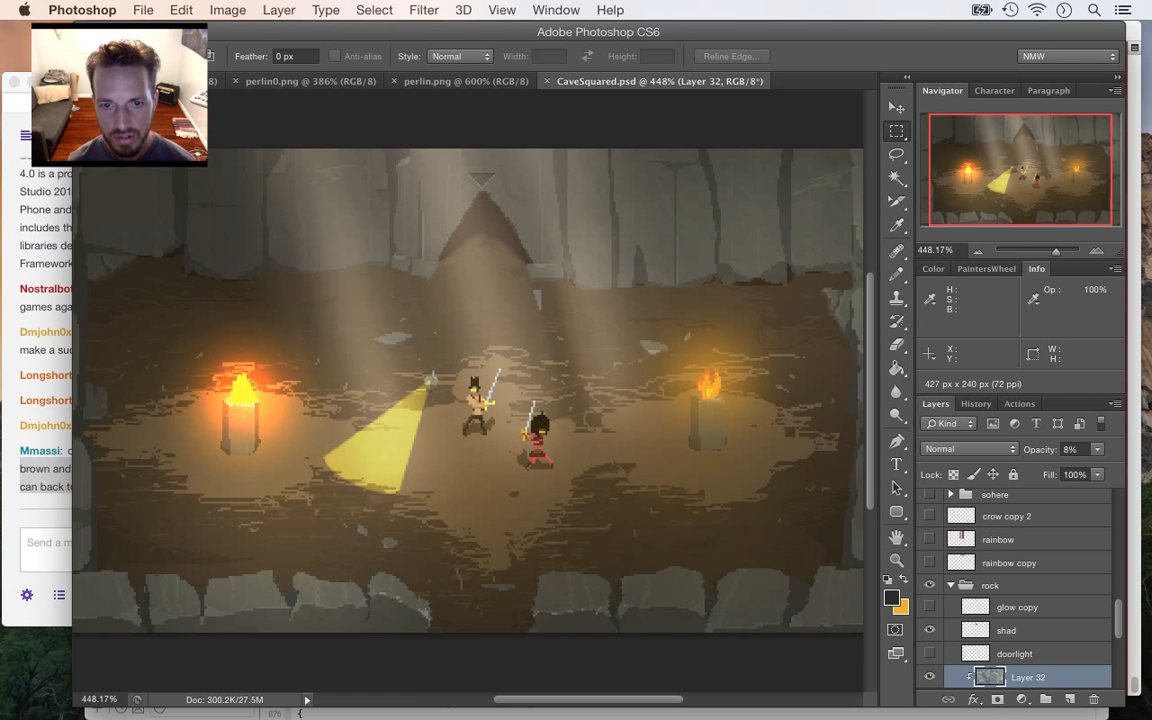 Photoshop File Edit Image Layer Type Select Filter 3D View Window Help
Adobe Photoshop CS6
Feather: 0 px Anti-alias Style: Normal Width: Height: Refine Edge... NMW
/8) × perlin0.png @ 386% (RGB/8) × perlin.png @ 600% (RGB/8) × CaveSquared.psd @ 448% (Layer 32, RGB/8*)
Navigator Character Paragraph
448.17%
Color PaintersWheel Info
H: Op: 100%
S:
B:
X: W:
Y: H:
427 px x 240 px (72 ppi)
Layers History Actions
Kind
Normal Opacity: 8%
Lock: Fill: 100%
sohere
crow copy 2
rainbow
rainbow copy
rock
glow copy
shad
doorlight
Layer 32
fx
4.0 is a pro
Studio 201
Phone and
includes th
libraries de
Framework
Nostralbot
games aga
Dmjohn0x
make a suc
Longshort
Longshort
Dmjohn0x
Mmassi:
brown and
can back t
Send a m
448.17% Doc: 300.2K/27.5M
876 {